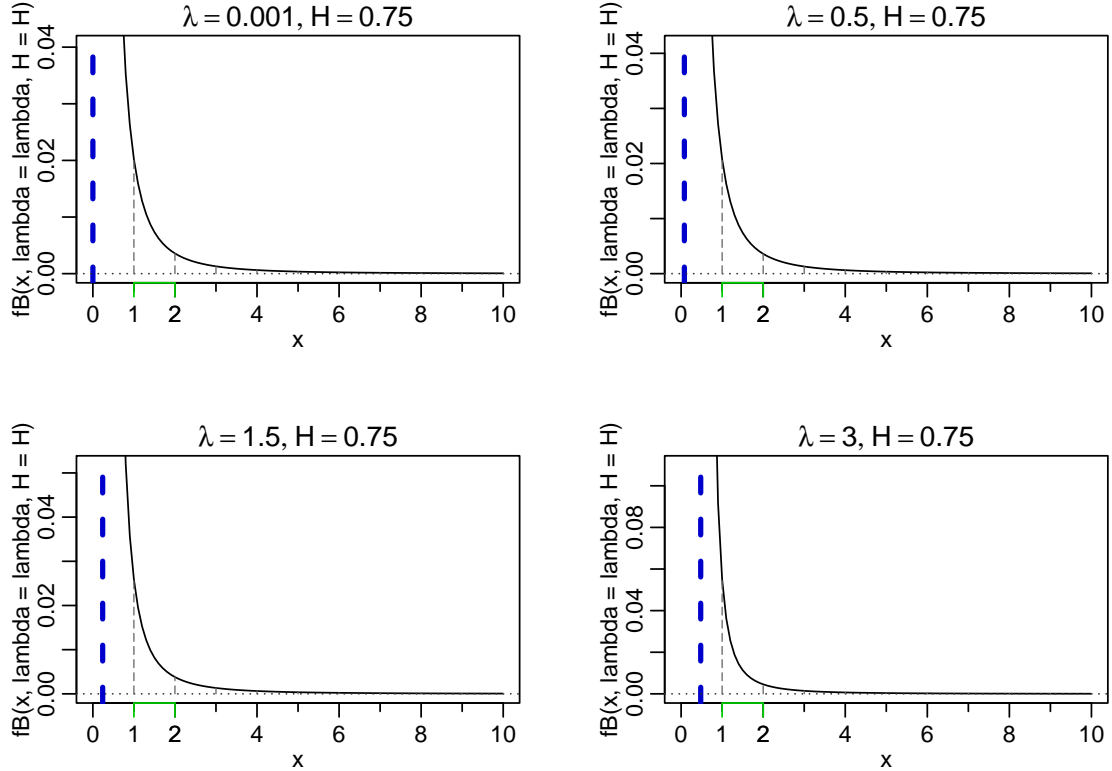 λ = 0.001, H = 0.75
fB(x, lambda = lambda, H = H)
0.04
0.02
0.00
0 1 2 4 6 8 10
x
λ = 0.5, H = 0.75
fB(x, lambda = lambda, H = H)
0.04
0.02
0.00
0 1 2 4 6 8 10
x
λ = 1.5, H = 0.75
fB(x, lambda = lambda, H = H)
0.04
0.02
0.00
0 1 2 4 6 8 10
x
λ = 3, H = 0.75
fB(x, lambda = lambda, H = H)
0.08
0.04
0.00
0 1 2 4 6 8 10
x